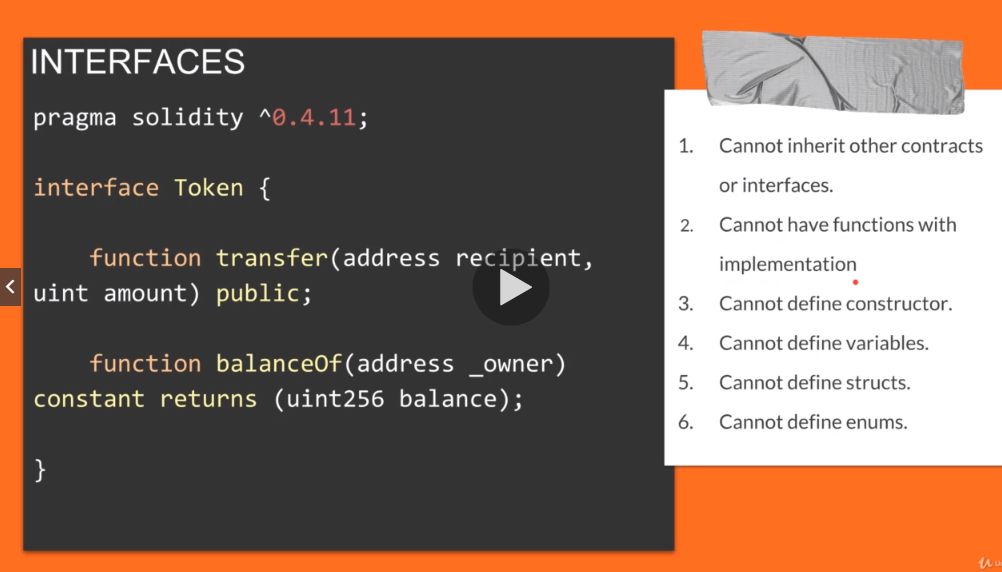 INTERFACES
pragma solidity ^0.4.11;
interface Token {
function transfer(address recipient,
uint amount) public;
function balanceOf(address _owner)
constant returns (uint256 balance);
}
1. Cannot inherit other contracts
or interfaces.
2. Cannot have functions with
implementation
3. Cannot define constructor.
4. Cannot define variables.
5. Cannot define structs.
6. Cannot define enums.